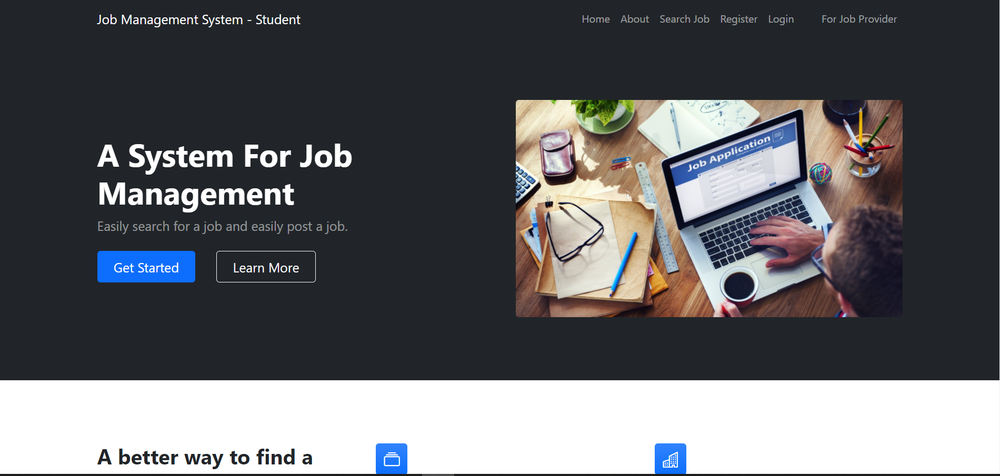 Job Management System - Student
Home About Search Job Register Login For Job Provider
A System For Job
Management
Easily search for a job and easily post a job.
Get Started Learn More
IDEA
Job Application
A better way to find a